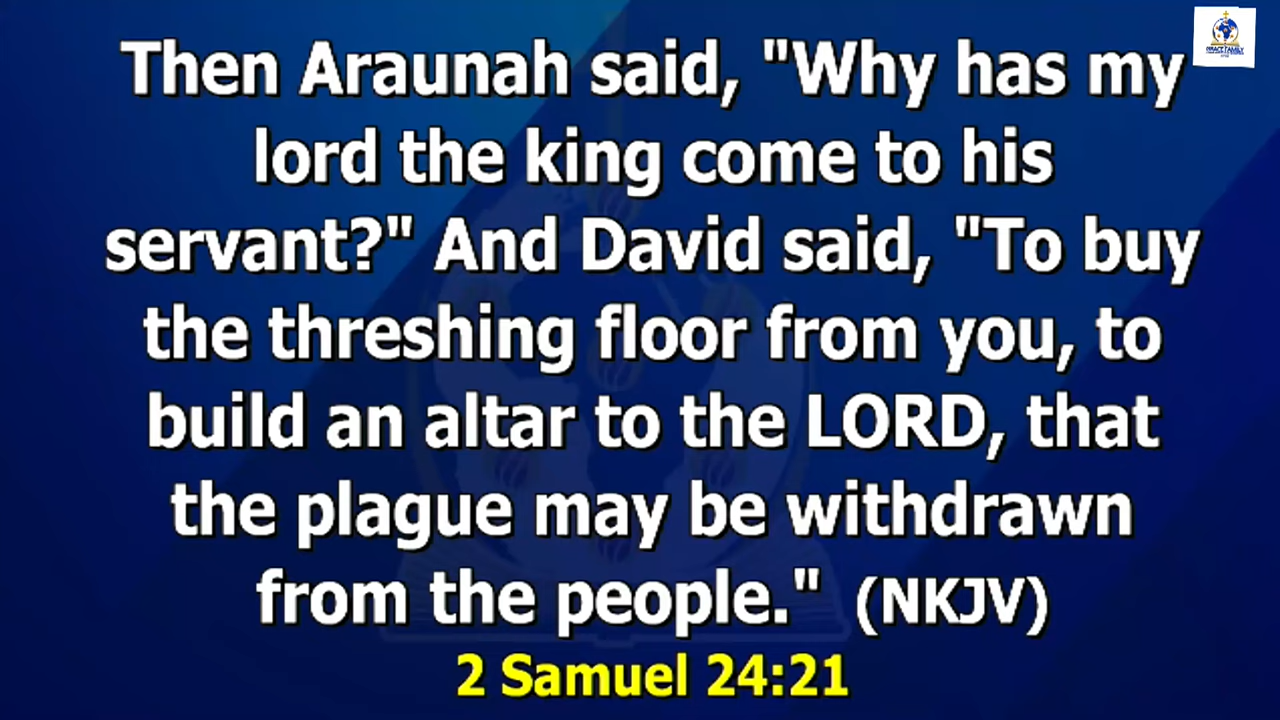 Then Araunah said, "Why has my
lord the king come to his
servant?" And David said, "To buy
the threshing floor from you, to
build an altar to the LORD, that
the plague may be withdrawn
from the people." (NKJV)
2 Samuel 24:21